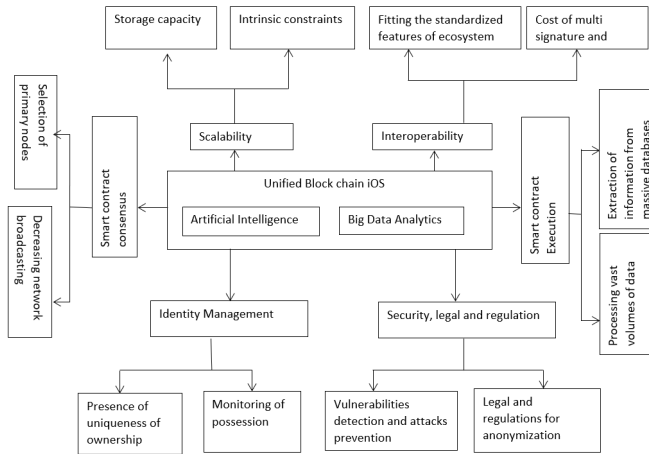 Storage capacity
Intrinsic constraints
Fitting the standardized
features of ecosystem
Cost of multi
signature and
Selection of
primary nodes
Decreasing network
broadcasting
Smart contract
consensus
Scalability
Interoperability
Unified Block chain iOS
Artificial Intelligence
Big Data Analytics
Smart contract
Execution
Extraction of
information from
massive databases
Processing vast
volumes of data
Identity Management
Security, legal and regulation
Presence of
uniqueness of
ownership
Monitoring of
possession
Vulnerabilities
detection and attacks
prevention
Legal and
regulations for
anonymization